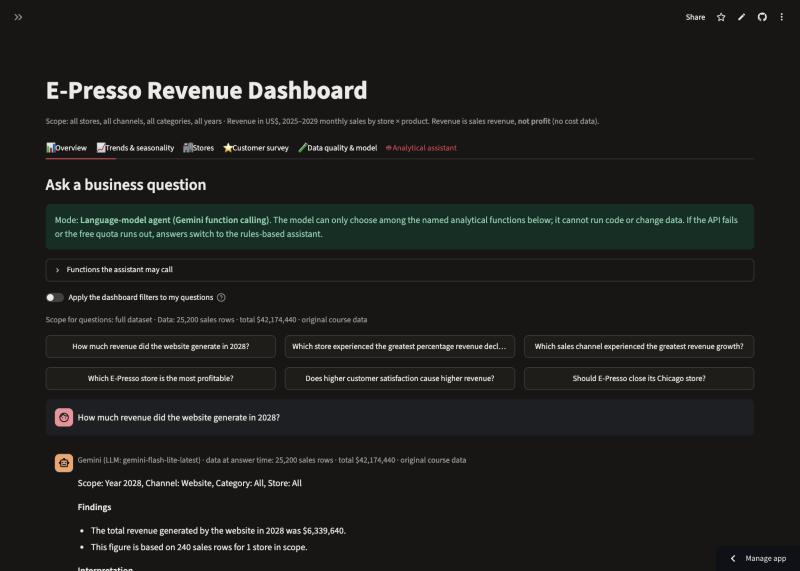 Share
E-Presso Revenue Dashboard
Scope: all stores, all channels, all categories, all years · Revenue in US$, 2025–2029 monthly sales by store × product. Revenue is sales revenue, not profit (no cost data).
Overview Trends & seasonality Stores Customer survey Data quality & model Analytical assistant
Ask a business question
Mode: Language-model agent (Gemini function calling). The model can only choose among the named analytical functions below; it cannot run code or change data. If the API fails
or the free quota runs out, answers switch to the rules-based assistant.
Functions the assistant may call
Apply the dashboard filters to my questions
Scope for questions: full dataset · Data: 25,200 sales rows · total $42,174,440 · original course data
How much revenue did the website generate in 2028? Which store experienced the greatest percentage revenue decl... Which sales channel experienced the greatest revenue growth?
Which E-Presso store is the most profitable? Does higher customer satisfaction cause higher revenue? Should E-Presso close its Chicago store?
How much revenue did the website generate in 2028?
Gemini (LLM: gemini-flash-lite-latest) · data at answer time: 25,200 sales rows · total $42,174,440 · original course data
Scope: Year 2028, Channel: Website, Category: All, Store: All
Findings
• The total revenue generated by the website in 2028 was $6,339,640.
• This figure is based on 240 sales rows for 1 store in scope.
Interpretation
Manage app